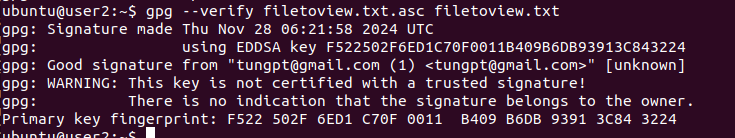 ubuntu@user2:~$ gpg --verify filetoview.txt.asc filetoview.txt
gpg: Signature made Thu Nov 28 06:21:58 2024 UTC
gpg:                using EDDSA key F522502F6ED1C70F0011B409B6DB93913C843224
gpg: Good signature from "tungpt@gmail.com (1) <tungpt@gmail.com>" [unknown]
gpg: WARNING: This key is not certified with a trusted signature!
gpg:          There is no indication that the signature belongs to the owner.
Primary key fingerprint: F522 502F 6ED1 C70F 0011  B409 B6DB 9391 3C84 3224
ubuntu@user2:~$